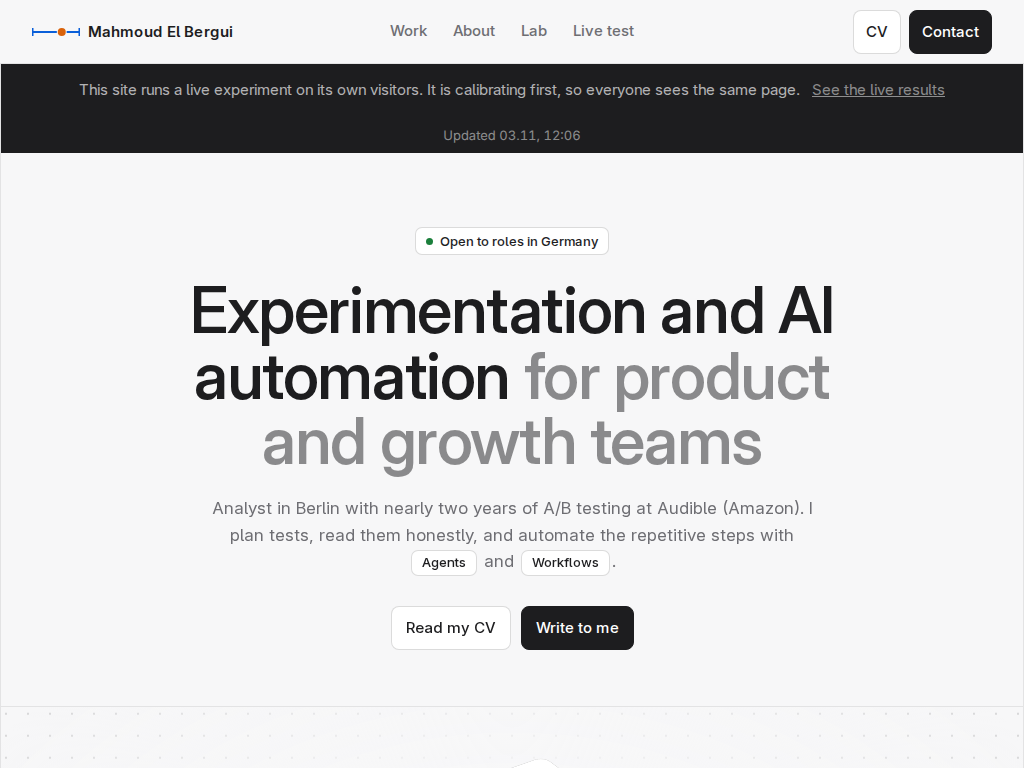 Mahmoud El Bergui
Work
About
Lab
Live test
CV
Contact
This site runs a live experiment on its own visitors. It is calibrating first, so everyone sees the same page. See the live results
Updated 03.11, 12:06
Open to roles in Germany
Experimentation and AI
automation for product
and growth teams
Analyst in Berlin with nearly two years of A/B testing at Audible (Amazon). I
plan tests, read them honestly, and automate the repetitive steps with
Agents and Workflows .
Read my CV
Write to me